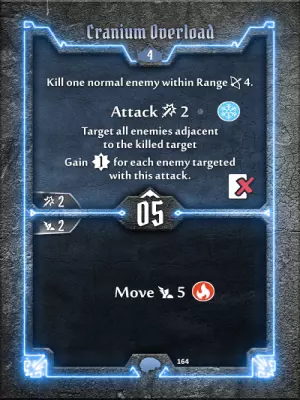 Cranium Overload
4
Kill one normal enemy within Range 4.
Attack 2
Target all enemies adjacent
to the killed target
Gain 1 for each enemy targeted
with this attack.
2
05
2
Move 5
164